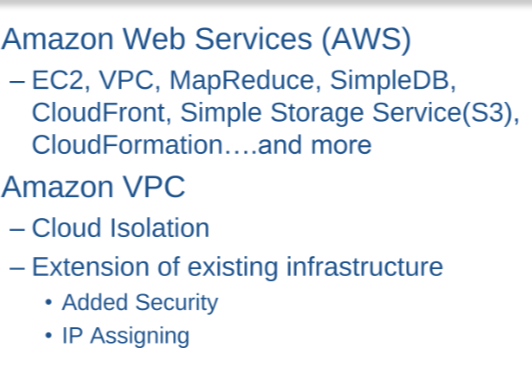 Amazon Web Services (AWS)
– EC2, VPC, MapReduce, SimpleDB,
CloudFront, Simple Storage Service(S3),
CloudFormation….and more
Amazon VPC
– Cloud Isolation
– Extension of existing infrastructure
• Added Security
• IP Assigning